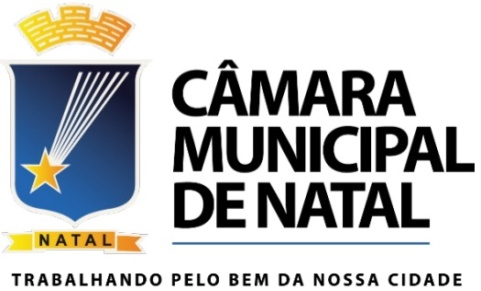 CÂMARA
MUNICIPAL
DE NATAL
NATAL
TRABALHANDO PELO BEM DA NOSSA CIDADE